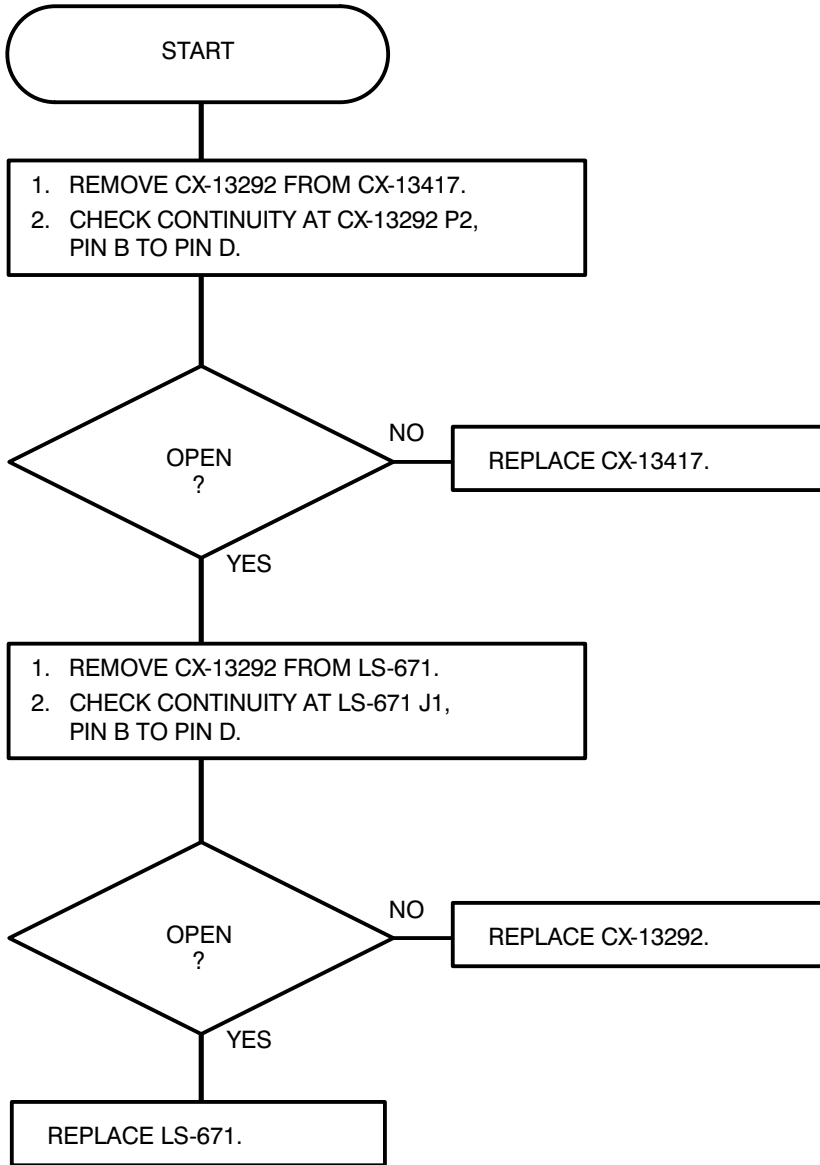 START
1. REMOVE CX-13292 FROM CX-13417.
2. CHECK CONTINUITY AT CX-13292 P2,
PIN B TO PIN D.
OPEN
?
NO
REPLACE CX-13417.
YES
1. REMOVE CX-13292 FROM LS-671.
2. CHECK CONTINUITY AT LS-671 J1,
PIN B TO PIN D.
OPEN
?
NO
REPLACE CX-13292.
YES
REPLACE LS-671.